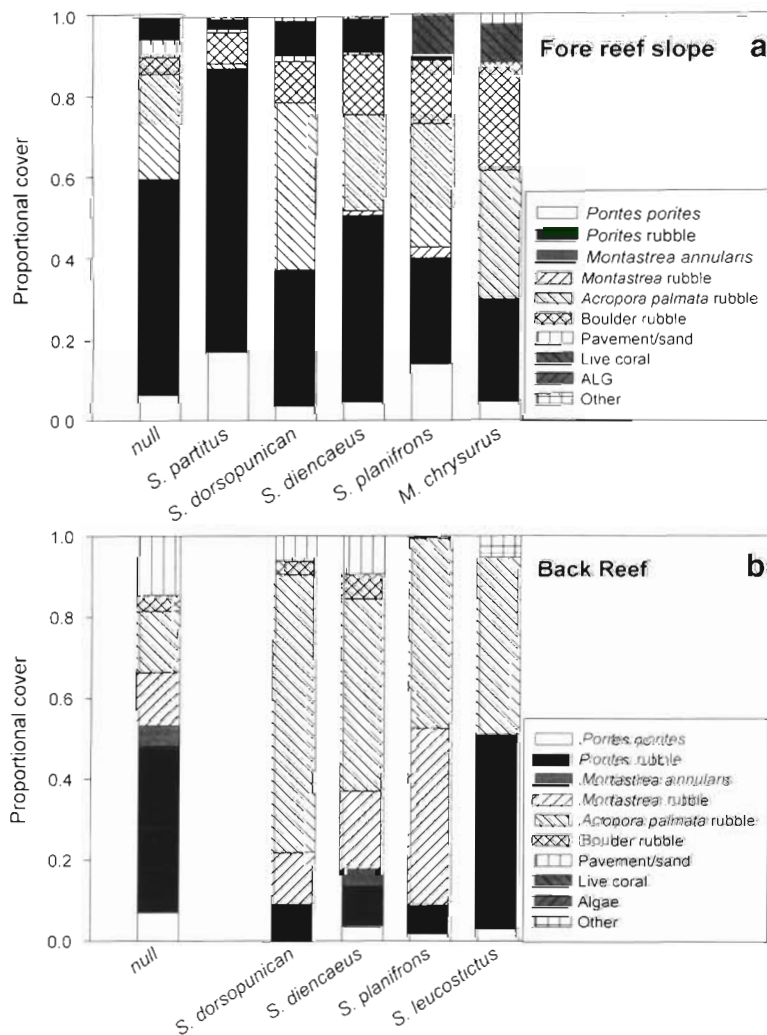 Fore reef slope a
Proportional cover
1.0
0.8
0.6
0.4
0.2
0.0
Porites porites
Porites rubble
Montastrea annularis
Montastrea rubble
Acropora palmata rubble
Boulder rubble
Pavement/sand
Live coral
ALG
Other
null
S. partitus
S. dorsopunican
S. diencaeus
S. planifrons
M. chrysurus
Back Reef b
Proportional cover
1.0
0.8
0.6
0.4
0.2
0.0
Porites porites
Porites rubble
Montastrea annularis
Montastrea rubble
Acropora palmata rubble
Boulder rubble
Pavement/sand
Live coral
Algae
Other
null
S. dorsopunican
S. diencaeus
S. planifrons
S. leucostictus